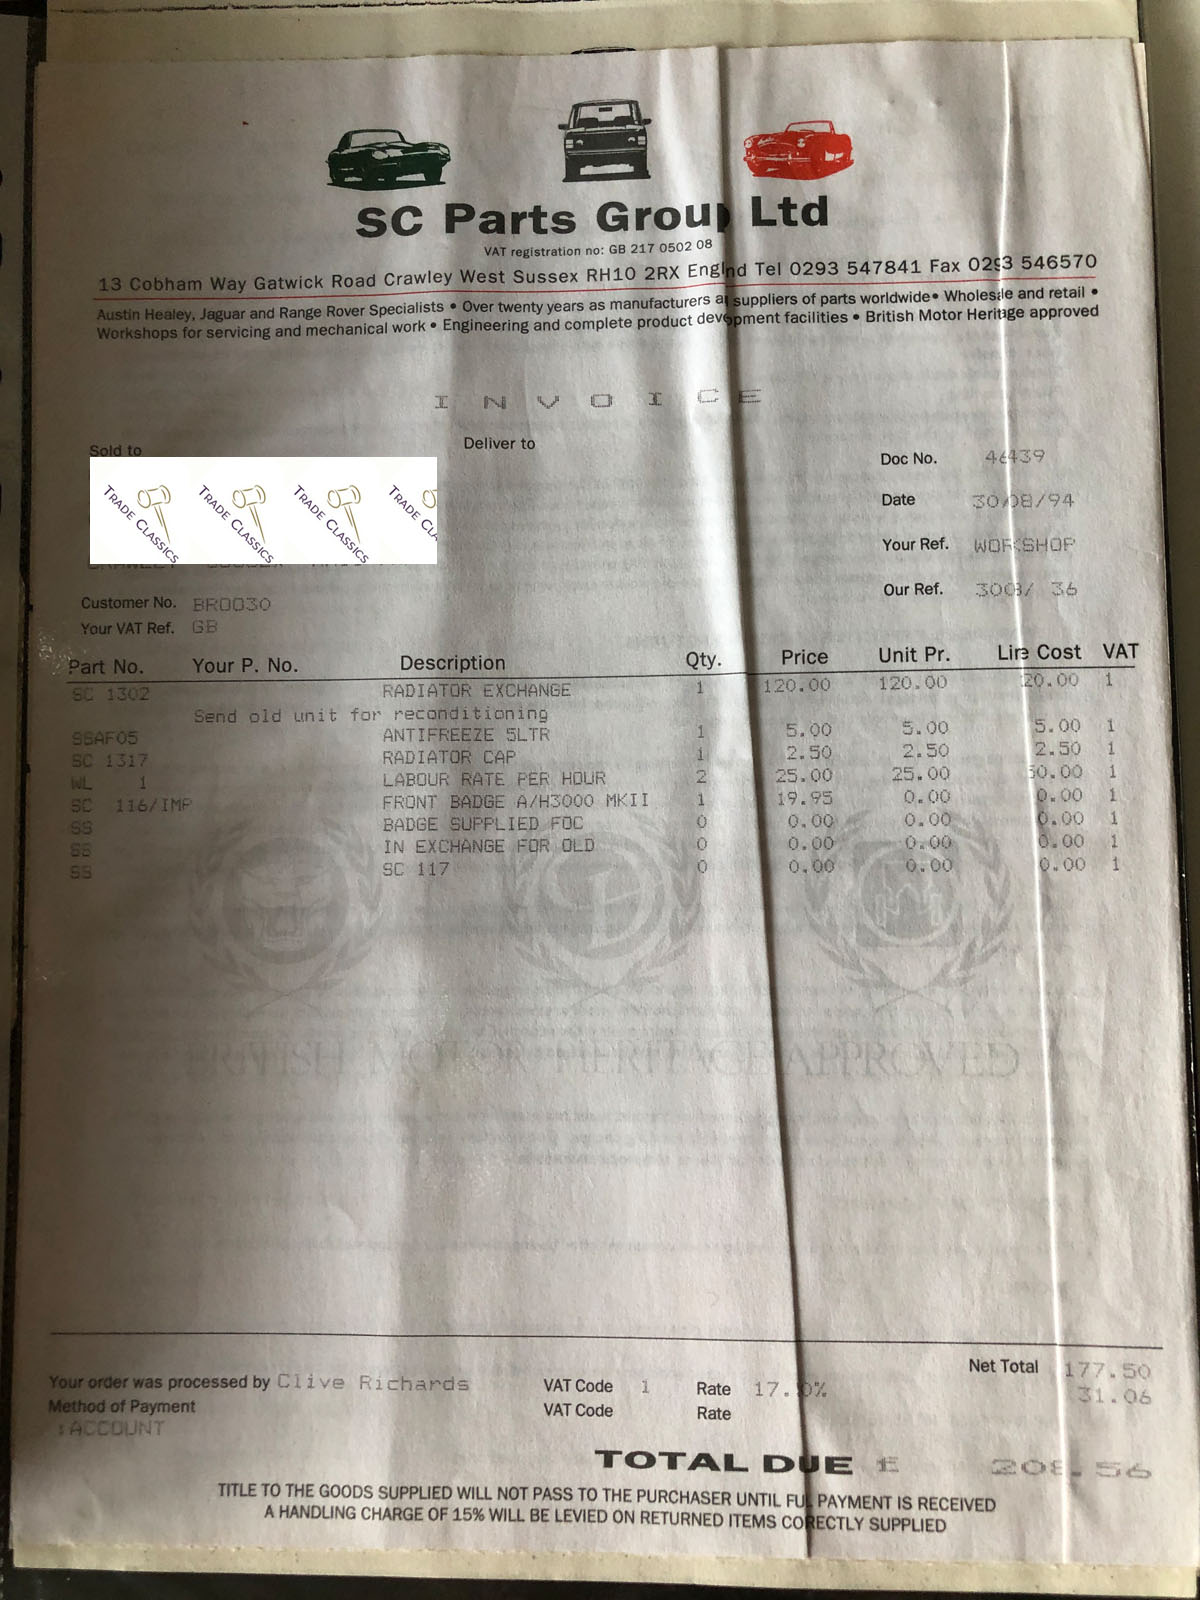 SC Parts Group Ltd
VAT registration no: GB 217 0502 08
13 Cobham Way Gatwick Road Crawley West Sussex RH10 2RX England Tel 0293 547841 Fax 0293 546570
Austin Healey, Jaguar and Range Rover Specialists • Over twenty years as manufacturers suppliers of parts worldwide • Wholesale and retail •
Workshops for servicing and mechanical work • Engineering and complete product development facilities • British Motor Heritage approved
I N V O I C E
Sold to
Deliver to
TRADE CLASSICS TRADE CLASSICS TRADE CLASSICS TRADE CLA
Doc No. 46439
Date 30/08/94
Your Ref. WORKSHOP
Our Ref. 3008/ 36
Customer No. BR0030
Your VAT Ref. GB
Part No. Your P. No. Description Qty. Price Unit Pr. Line Cost VAT
SC 1302 RADIATOR EXCHANGE 1 120.00 120.00 20.00 1
Send old unit for reconditioning
SSAF05 ANTIFREEZE 5LTR 1 5.00 5.00 5.00 1
SC 1317 RADIATOR CAP 1 2.50 2.50 2.50 1
WL 1 LABOUR RATE PER HOUR 2 25.00 25.00 50.00 1
SC 116/IMP FRONT BADGE A/H3000 MKII 1 19.95 0.00 0.00 1
SS BADGE SUPPLIED FOC 0 0.00 0.00 0.00 1
SS IN EXCHANGE FOR OLD 0 0.00 0.00 0.00 1
SS SC 117 0 0.00 0.00 0.00 1
BRITISH MOTOR HERITAGE APPROVED
Net Total 177.50
Your order was processed by Clive Richards VAT Code 1 Rate 31.06
Method of Payment VAT Code Rate
:ACCOUNT
TOTAL DUE £ 208.56
TITLE TO THE GOODS SUPPLIED WILL NOT PASS TO THE PURCHASER UNTIL FULL PAYMENT IS RECEIVED
A HANDLING CHARGE OF 15% WILL BE LEVIED ON RETURNED ITEMS CORRECTLY SUPPLIED